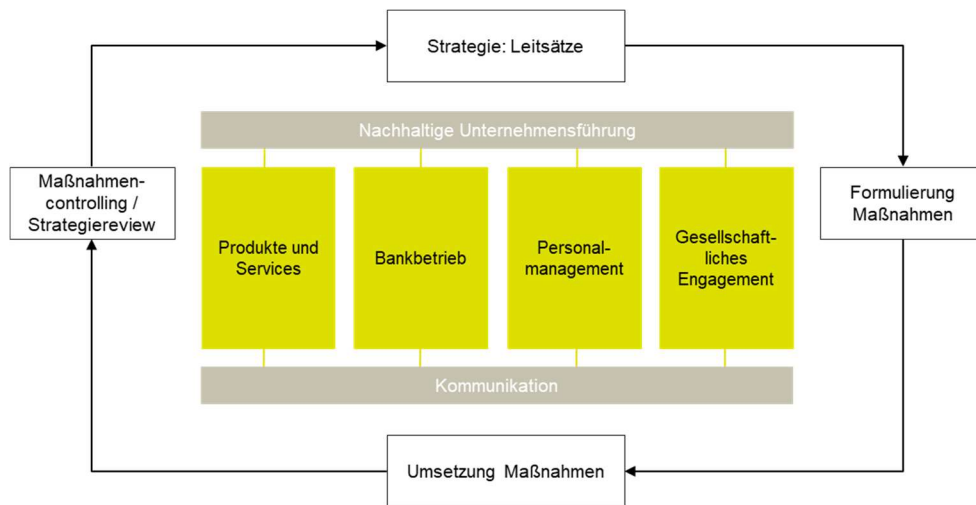 Strategie: Leitsätze
Nachhaltige Unternehmensführung
Maßnahmen-
controlling /
Strategiereview
Formulierung
Maßnahmen
Produkte und
Services
Bankbetrieb
Personal-
management
Gesellschaft-
liches
Engagement
Kommunikation
Umsetzung Maßnahmen